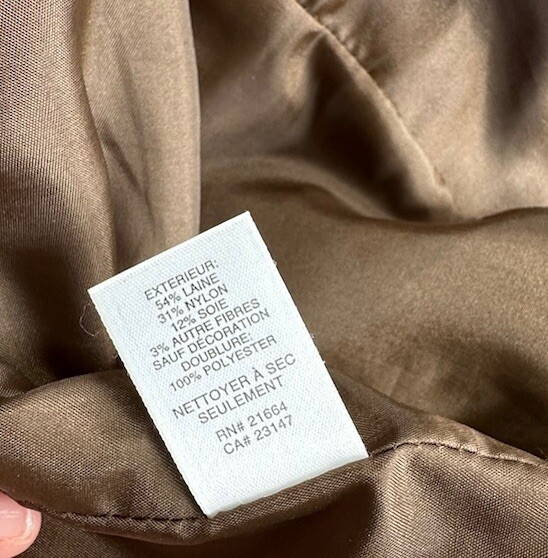 EXTERIEUR:
54% LAINE
31% NYLON
12% SOIE
3% AUTRE FIBRES
SAUF DÉCORATION
DOUBLURE:
100% POLYESTER
NETTOYER À SEC
SEULEMENT
RN# 21664
CA# 23147